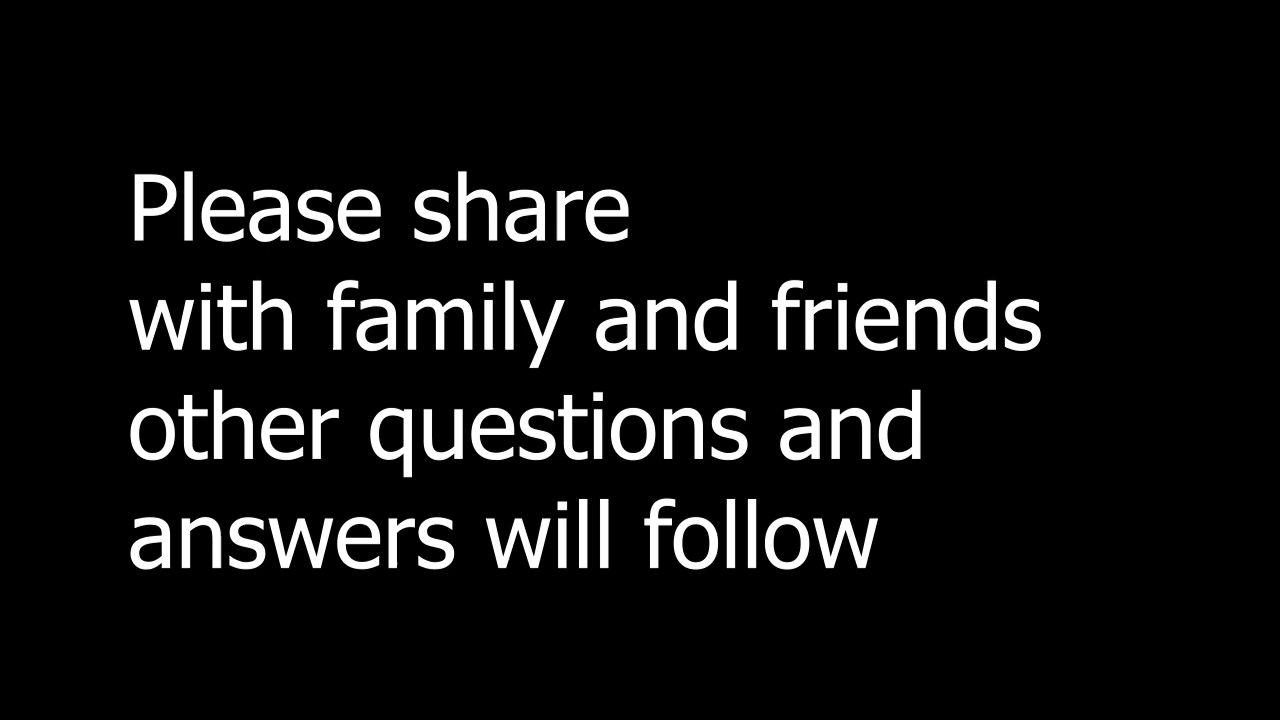 Please share
with family and friends
other questions and
answers will follow